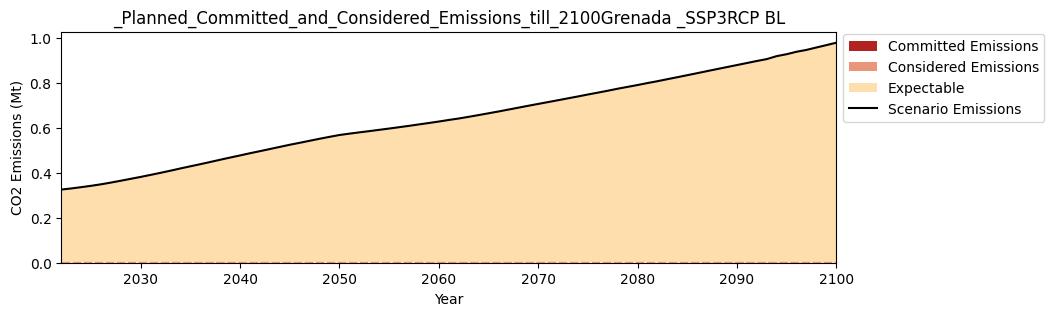 _Planned_Committed_and_Considered_Emissions_till_2100Grenada _SSP3RCP BL
1.0
0.8
0.6
0.4
0.2
0.0
CO2 Emissions (Mt)
2030 2040 2050 2060 2070 2080 2090 2100
Year
Committed Emissions
Considered Emissions
Expectable
Scenario Emissions